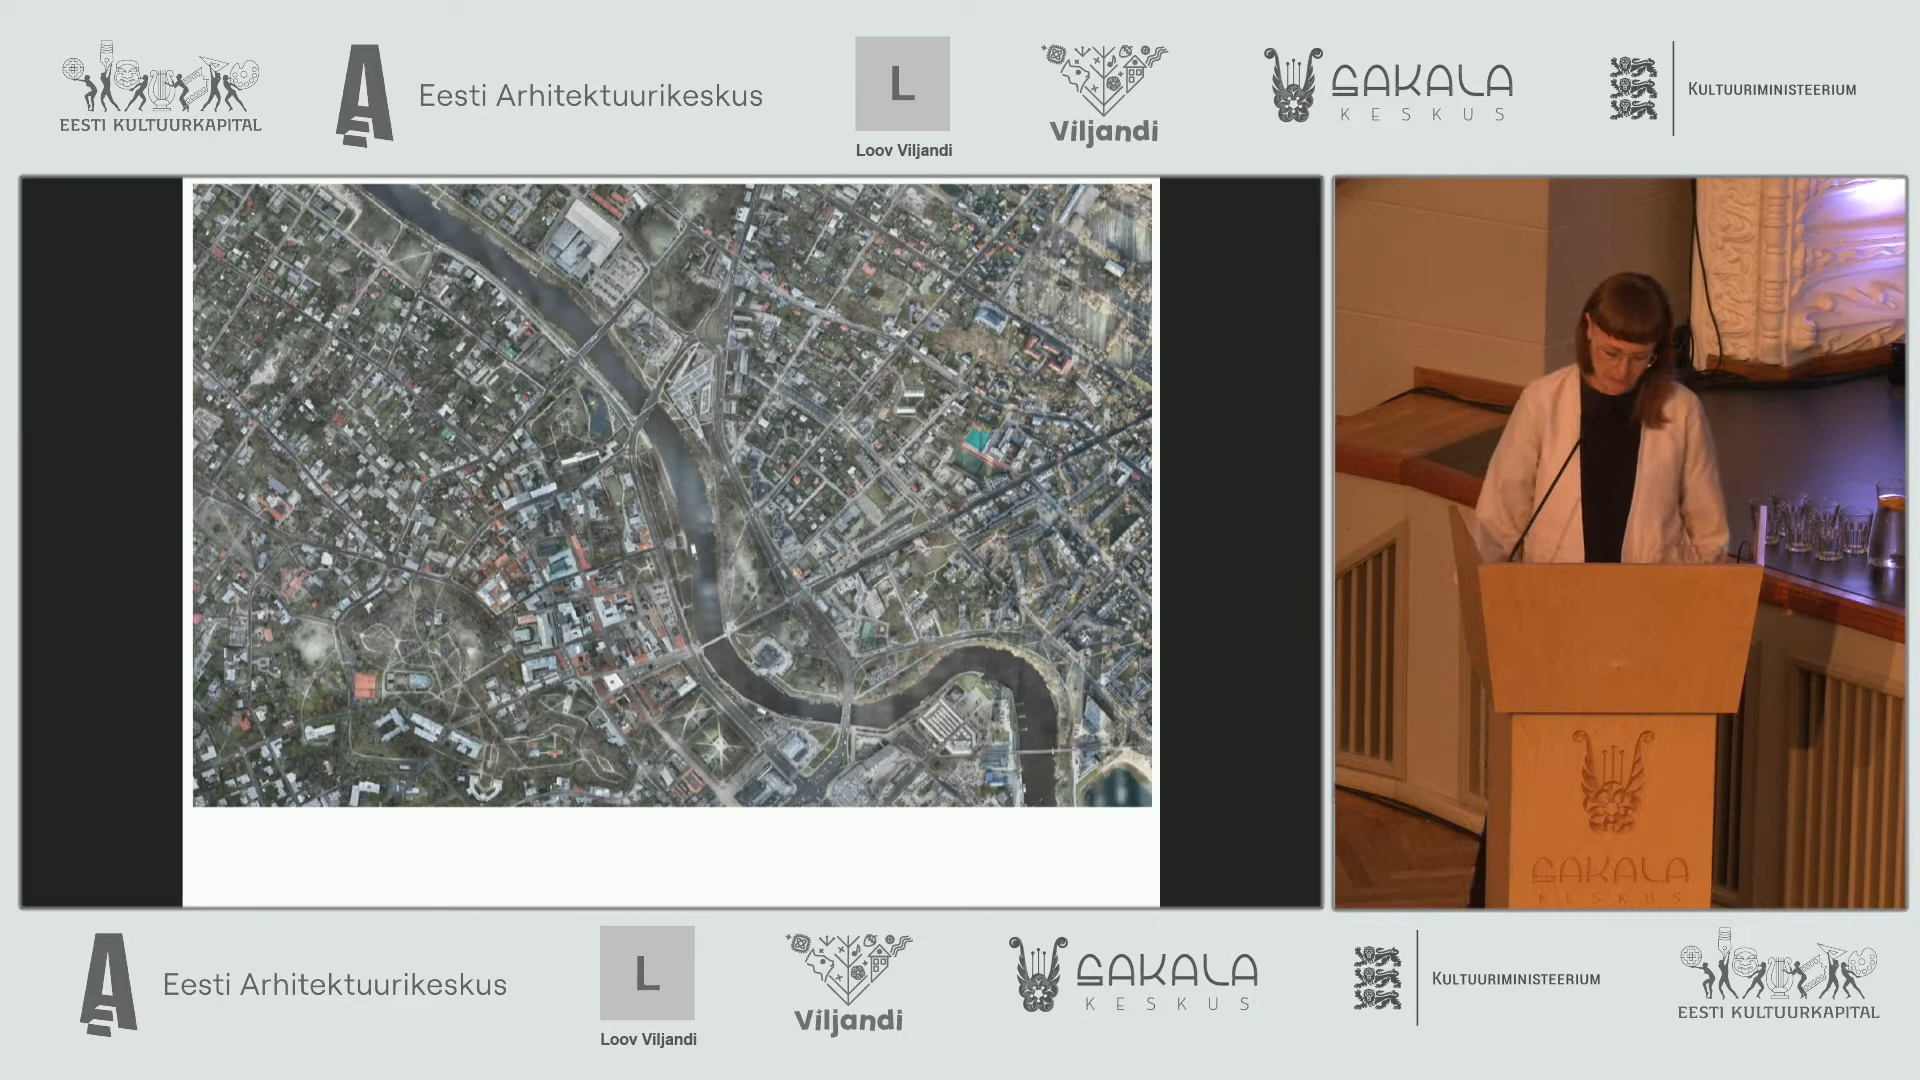 EESTI KULTUURKAPITAL
Eesti Arhitektuurikeskus
L
Loov Viljandi
Viljandi
SAKALA
KESKUS
KULTUURIMINISTEERIUM
SAKALA
KESKUS
Eesti Arhitektuurikeskus
L
Loov Viljandi
Viljandi
SAKALA
KESKUS
KULTUURIMINISTEERIUM
EESTI KULTUURKAPITAL